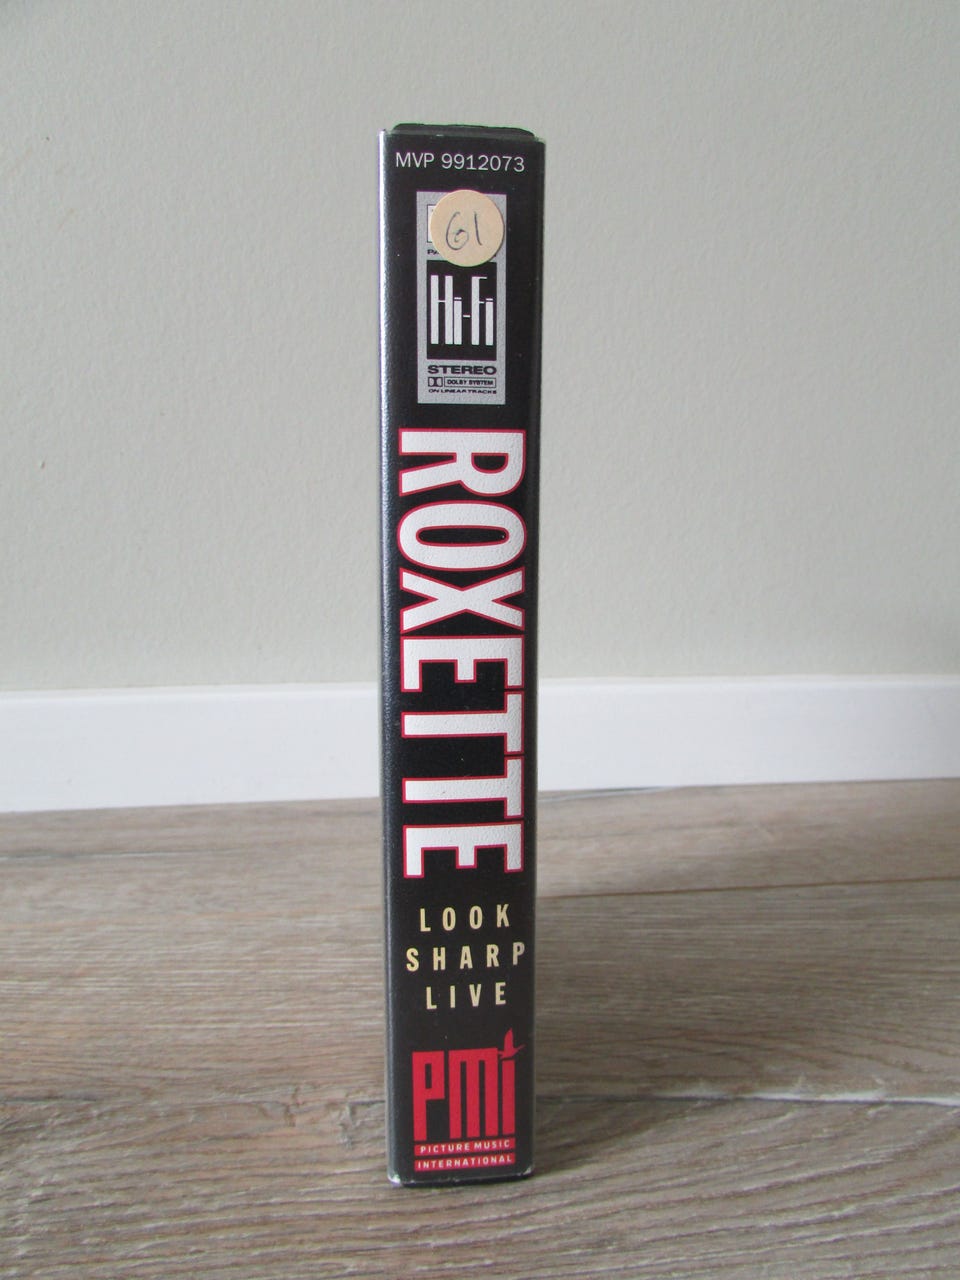 MVP 9912073
61
Hi-Fi
STEREO
DOLBY SYSTEM
ON LINEAR TRACKS
ROXETTE
LOOK
SHARP
LIVE
PMi
PICTURE MUSIC
INTERNATIONAL